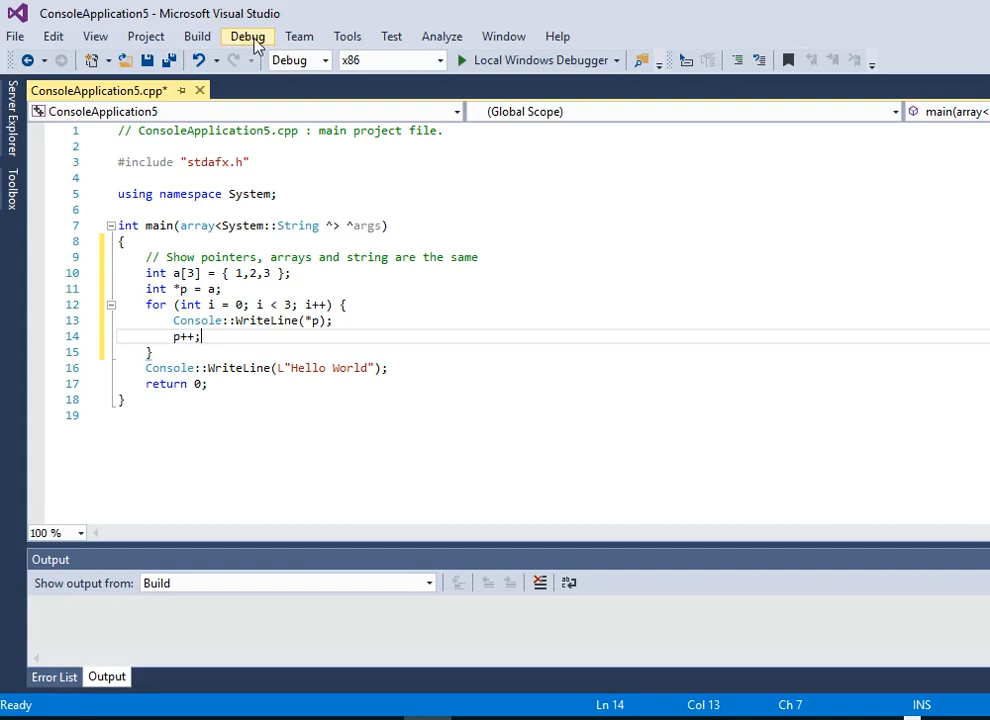 ConsoleApplication5 - Microsoft Visual Studio
File Edit View Project Build Debug Team Tools Test Analyze Window Help
Debug x86 Local Windows Debugger
Server Explorer
Toolbox
ConsoleApplication5.cpp*
ConsoleApplication5 (Global Scope) main(array<
1 // ConsoleApplication5.cpp : main project file.
2
3 #include "stdafx.h"
4
5 using namespace System;
6
7 int main(array<System::String ^> ^args)
8 {
9 // Show pointers, arrays and string are the same
10 int a[3] = { 1,2,3 };
11 int *p = a;
12 for (int i = 0; i < 3; i++) {
13 Console::WriteLine(*p);
14 p++;
15 }
16 Console::WriteLine(L"Hello World");
17 return 0;
18 }
19
100 %
Output
Show output from: Build
Error List Output
Ready Ln 14 Col 13 Ch 7 INS